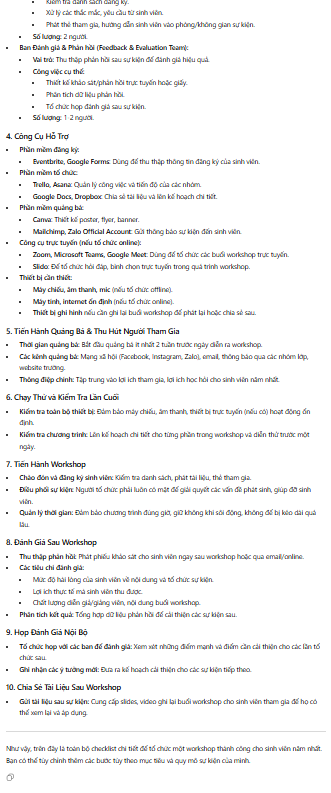 Kiểm tra danh sách đăng ký.
Xử lý các thắc mắc, yêu cầu từ sinh viên.
Phát thẻ tham gia, hướng dẫn sinh viên vào phòng/không gian sự kiện.
Số lượng: 2 người.
Ban Đánh giá & Phản hồi (Feedback & Evaluation Team):
Vai trò: Thu thập phản hồi sau sự kiện để đánh giá hiệu quả.
Công việc cụ thể:
Thiết kế khảo sát/phản hồi trực tuyến hoặc giấy.
Phân tích dữ liệu phản hồi.
Tổ chức họp đánh giá sau sự kiện.
Số lượng: 1-2 người.
4. Công Cụ Hỗ Trợ
Phần mềm đăng ký:
Eventbrite, Google Forms: Dùng để thu thập thông tin đăng ký của sinh viên.
Phần mềm tổ chức:
Trello, Asana: Quản lý công việc và tiến độ của các nhóm.
Google Docs, Dropbox: Chia sẻ tài liệu và lên kế hoạch chi tiết.
Phần mềm quảng bá:
Canva: Thiết kế poster, flyer, banner.
Mailchimp, Zalo Official Account: Gửi thông báo sự kiện đến sinh viên.
Công cụ trực tuyến (nếu tổ chức online):
Zoom, Microsoft Teams, Google Meet: Dùng để tổ chức các buổi workshop trực tuyến.
Slido: Để tổ chức hỏi đáp, bình chọn trực tuyến trong quá trình workshop.
Thiết bị cần thiết:
Máy chiếu, âm thanh, mic (nếu tổ chức offline).
Máy tính, Internet ổn định (nếu tổ chức online).
Thiết bị ghi hình nếu cần ghi lại buổi workshop để phát lại hoặc chia sẻ sau.
5. Tiến Hành Quảng Bá & Thu Hút Người Tham Gia
Thời gian quảng bá: Bắt đầu quảng bá ít nhất 2 tuần trước ngày diễn ra workshop.
Các kênh quảng bá: Mạng xã hội (Facebook, Instagram, Zalo), email, thông báo qua các nhóm lớp,
website trường.
Thông điệp chính: Tập trung vào lợi ích tham gia, lợi ích học hỏi cho sinh viên năm nhất.
6. Chạy Thử và Kiểm Tra Lần Cuối
Kiểm tra toàn bộ thiết bị: Đảm bảo máy chiếu, âm thanh, thiết bị trực tuyến (nếu có) hoạt động ổn
định.
Kiểm tra chương trình: Lên kế hoạch chi tiết cho từng phần trong workshop và diễn thử trước một
ngày.
7. Tiến Hành Workshop
Chào đón và đăng ký sinh viên: Kiểm tra danh sách, phát tài liệu, thẻ tham gia.
Điều phối sự kiện: Người tổ chức phải luôn có mặt để giải quyết các vấn đề phát sinh, giúp đỡ sinh
viên.
Quản lý thời gian: Đảm bảo chương trình đúng giờ, giữ không khí sôi động, không để bị kéo dài quá
lâu.
8. Đánh Giá Sau Workshop
Thu thập phản hồi: Phát phiếu khảo sát cho sinh viên ngay sau workshop hoặc qua email/online.
Các tiêu chí đánh giá:
Mức độ hài lòng của sinh viên về nội dung và tổ chức sự kiện.
Lợi ích thực tế mà sinh viên thu được.
Chất lượng diễn giả/giảng viên, nội dung buổi workshop.
Phân tích kết quả: Tổng hợp dữ liệu phản hồi để cải thiện các sự kiện sau.
9. Họp Đánh Giá Nội Bộ
Tổ chức họp với các ban để đánh giá: Xem xét những điểm mạnh và điểm cần cải thiện cho các lần tổ
chức sau.
Ghi nhận các ý tưởng mới: Đưa ra kế hoạch cải thiện cho các sự kiện tiếp theo.
10. Chia Sẻ Tài Liệu Sau Workshop
Gửi tài liệu sau sự kiện: Cung cấp slides, video ghi lại buổi workshop cho sinh viên tham gia để họ có
thể xem lại và áp dụng.
Như vậy, trên đây là toàn bộ checklist chi tiết để tổ chức một workshop thành công cho sinh viên năm nhất.
Bạn có thể tùy chỉnh thêm các bước tùy theo mục tiêu và quy mô sự kiện của mình.